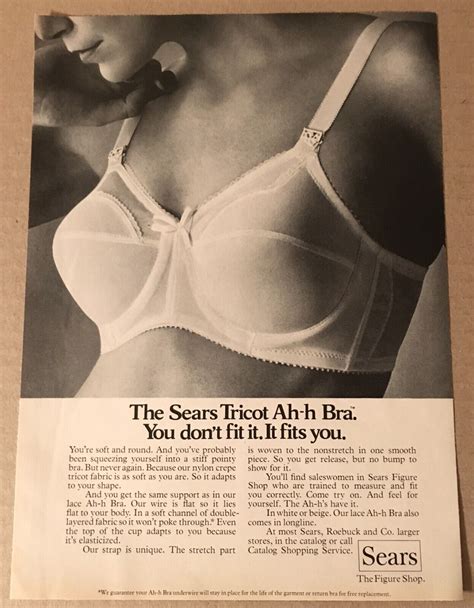 The Sears Tricot Ah-h Bra.™
You don't fit it. It fits you.
You're soft and round. And you've probably
been squeezing yourself into a stiff pointy
bra. But never again. Because our nylon crepe
tricot fabric is as soft as you are. So it adapts
to your shape.
And you get the same support as in our
lace Ah-h Bra. Our wire is flat so it lies
flat to your body. In a soft channel of double-
layered fabric so it won't poke through.* Even
the top of the cup adapts to you because
it's elasticized.
Our strap is unique. The stretch part
is woven to the nonstretch in one smooth
piece. So you get release, but no bump to
show for it.
You'll find saleswomen in Sears Figure
Shop who are trained to measure and fit
you correctly. Come try on. And feel for
yourself. The Ah-h's have it.
In white or beige. Our lace Ah-h Bra also
comes in longline.
At most Sears, Roebuck and Co. larger
stores, in the catalog or call
Catalog Shopping Service.
Sears
The Figure Shop.
*We guarantee your Ah-h Bra underwire will stay in place for the life of the garment or return bra for free replacement.